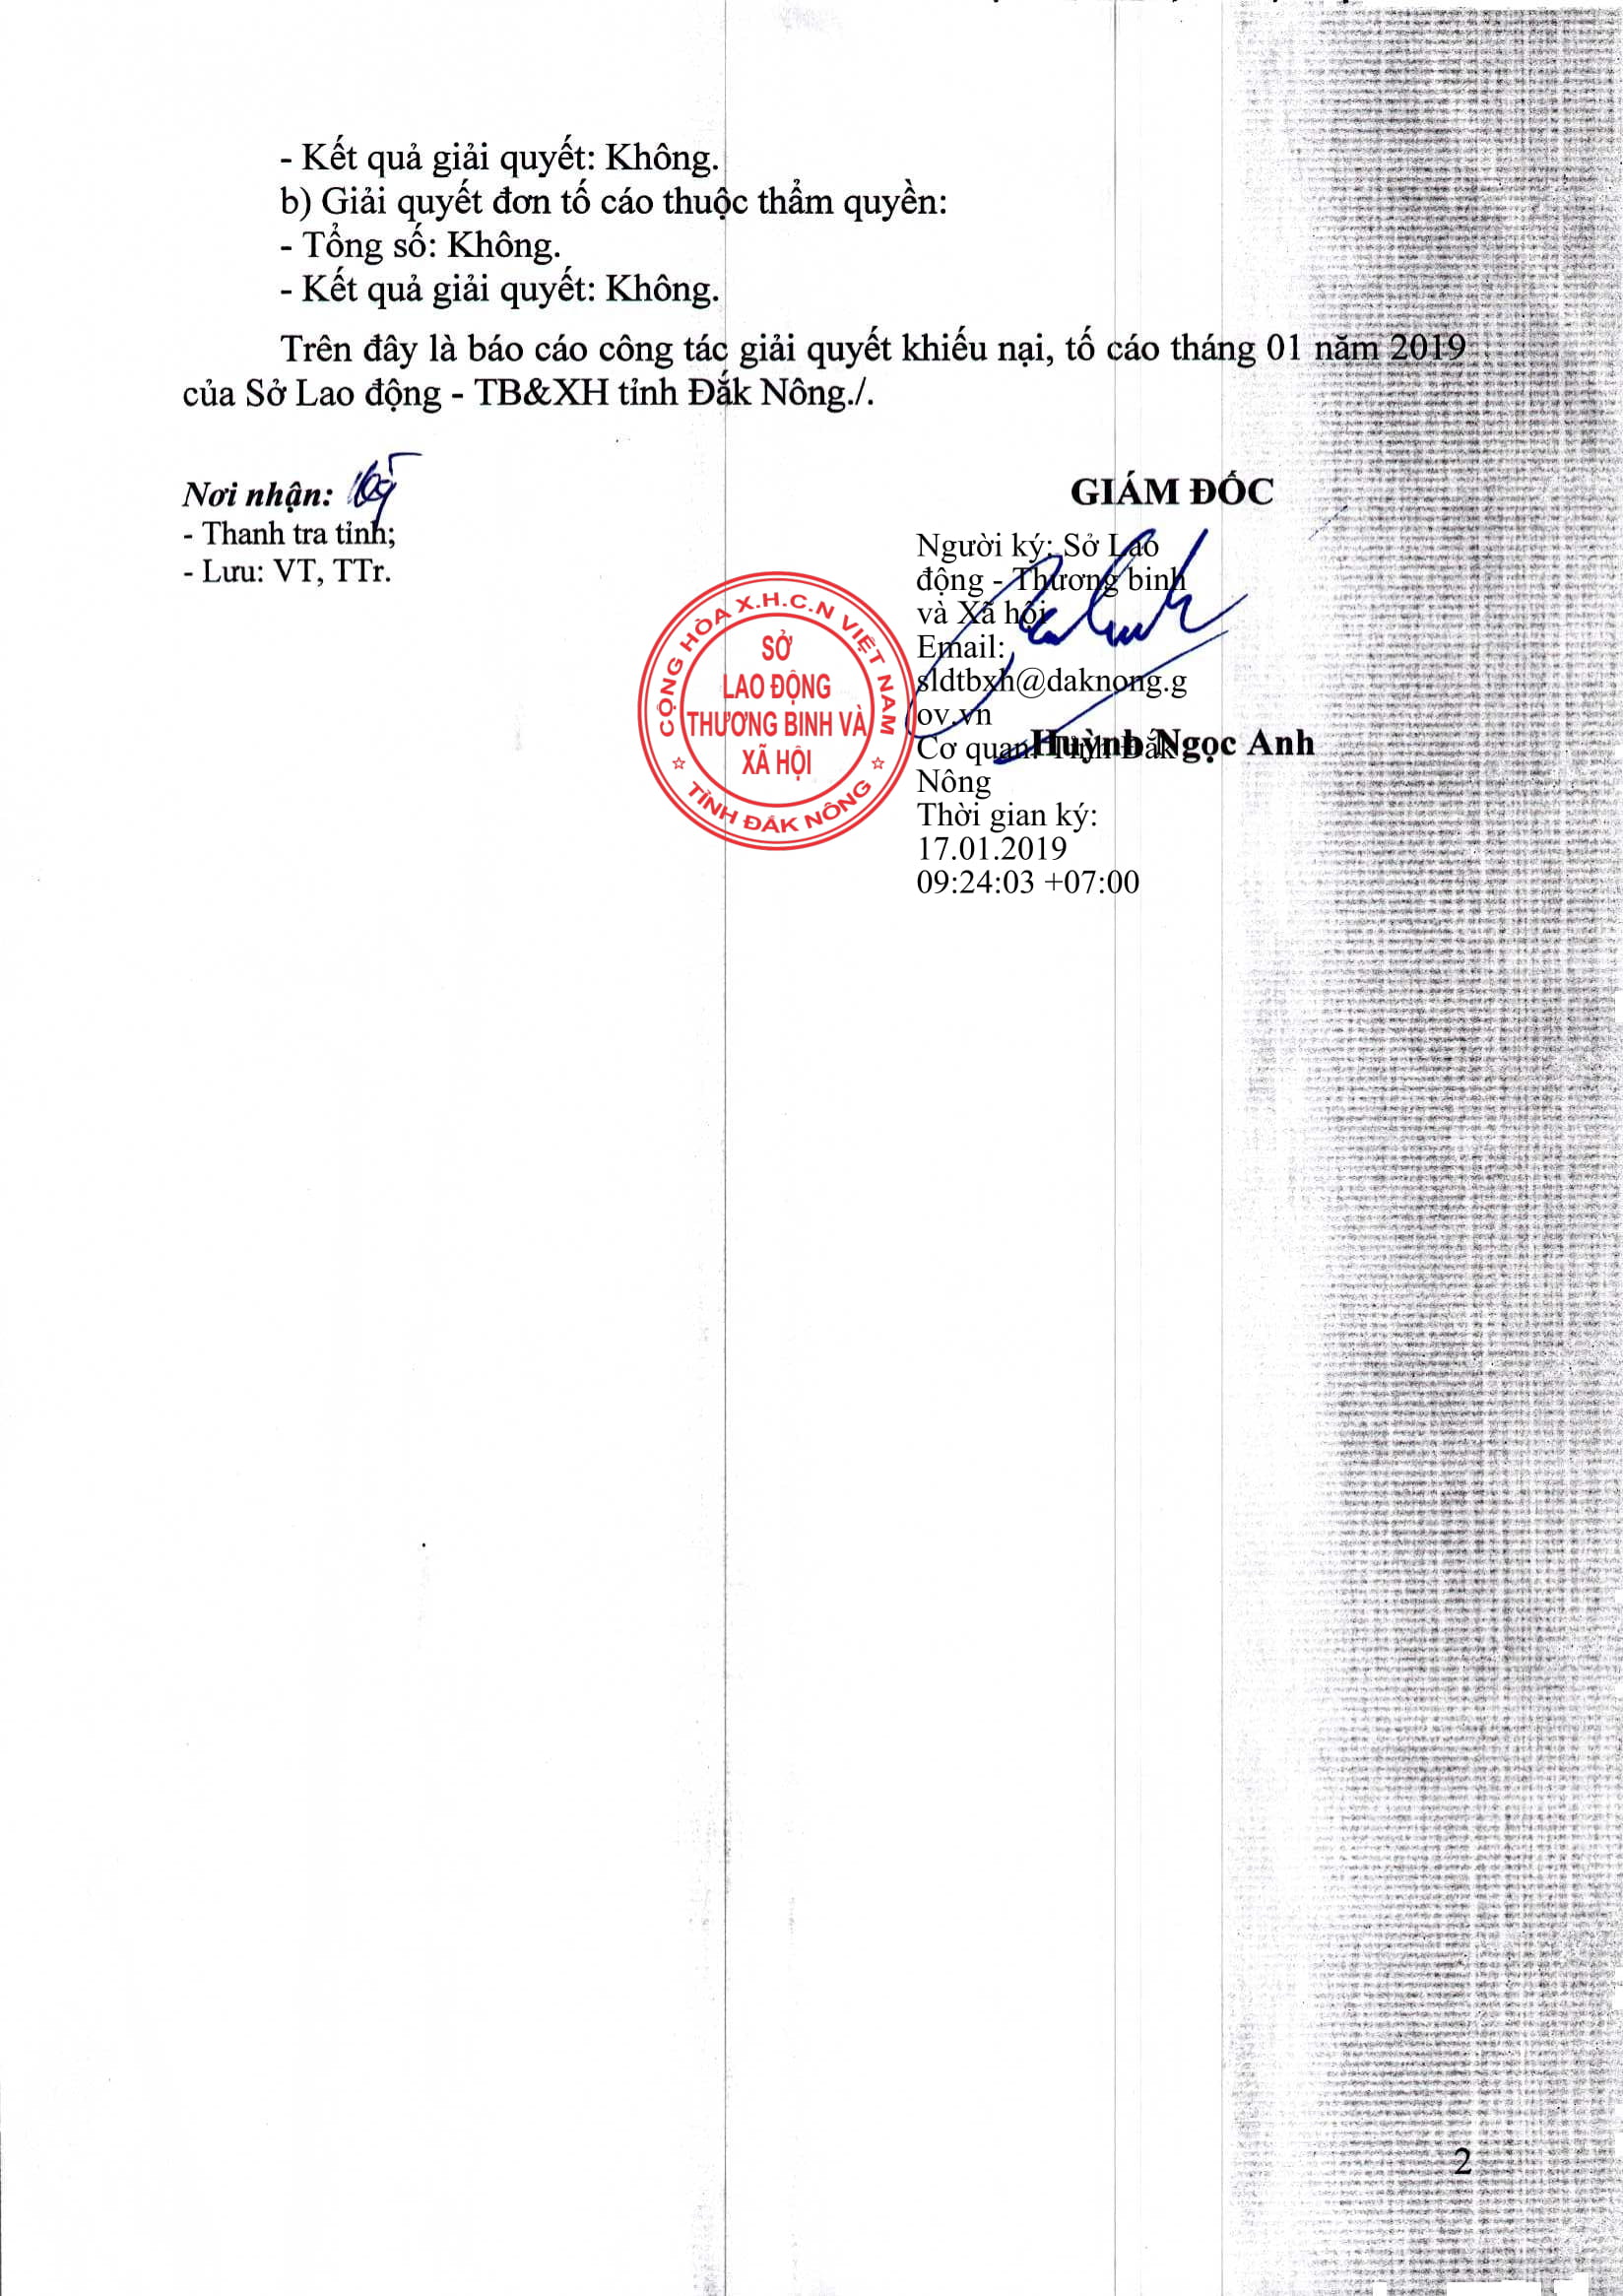 - Kết quả giải quyết: Không.
b) Giải quyết đơn tố cáo thuộc thẩm quyền:
- Tổng số: Không.
- Kết quả giải quyết: Không.
Trên đây là báo cáo công tác giải quyết khiếu nại, tố cáo tháng 01 năm 2019
của Sở Lao động - TB&XH tỉnh Đắk Nông./.
Nơi nhận:
- Thanh tra tỉnh;
- Lưu: VT, TTr.
GIÁM ĐỐC
Người ký: Sở Lao
động - Thương binh
và Xã hội
Email:
sldtbxh@daknong.g
ov.vn
Cơ quan: Tỉnh Đắk
Nông
Thời gian ký:
17.01.2019
09:24:03 +07:00
Huỳnh Ngọc Anh
CỘNG HÒA X.H.C.N VIỆT NAM
SỞ
LAO ĐỘNG
THƯƠNG BINH VÀ
XÃ HỘI
TỈNH ĐẮK NÔNG
2